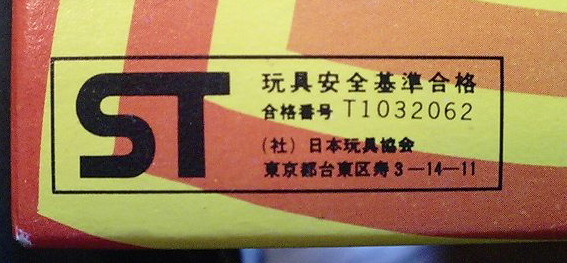 ST
玩具安全基準合格
合格番号 T1032062
(社) 日本玩具協会
東京都台東区寿3-14-11